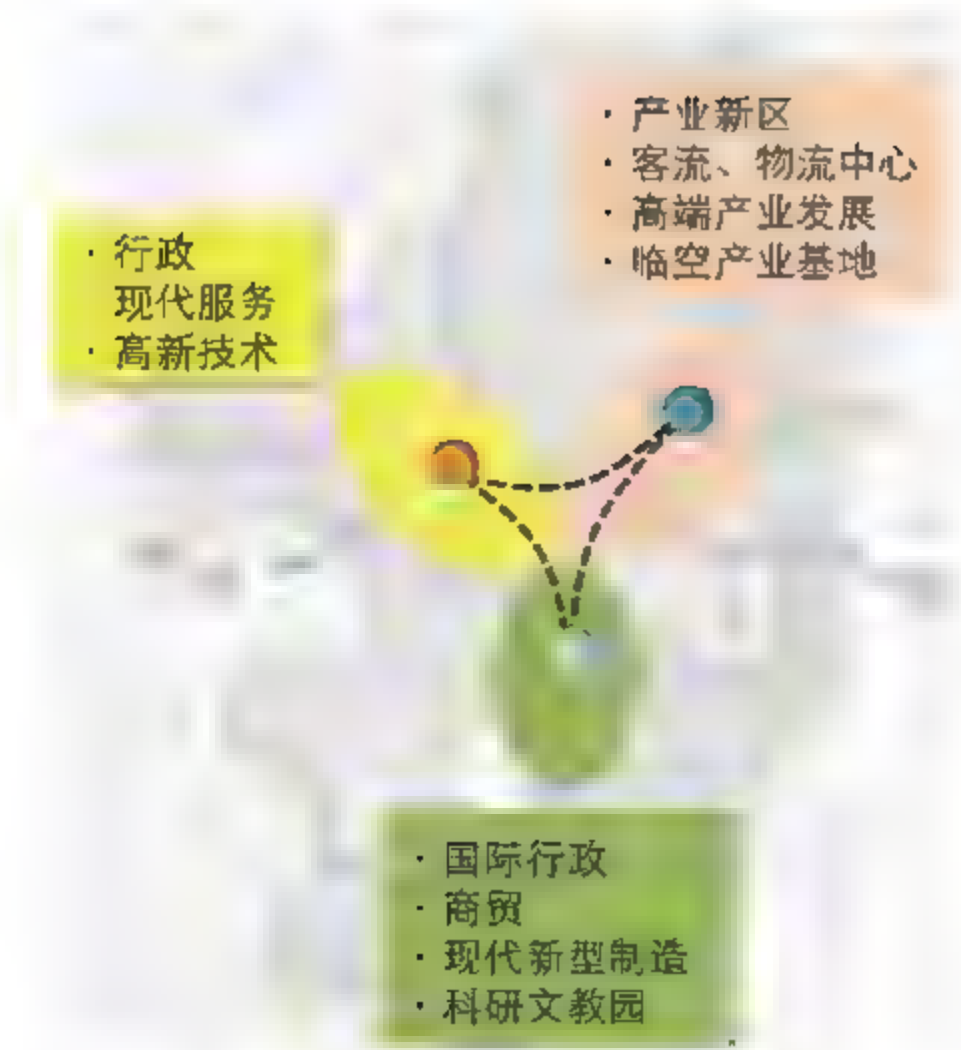 · 产业新区
· 客流、物流中心
· 高端产业发展
· 临空产业基地
· 行政
现代服务
· 高新技术
· 国际行政
· 商贸
· 现代新型制造
· 科研文教园